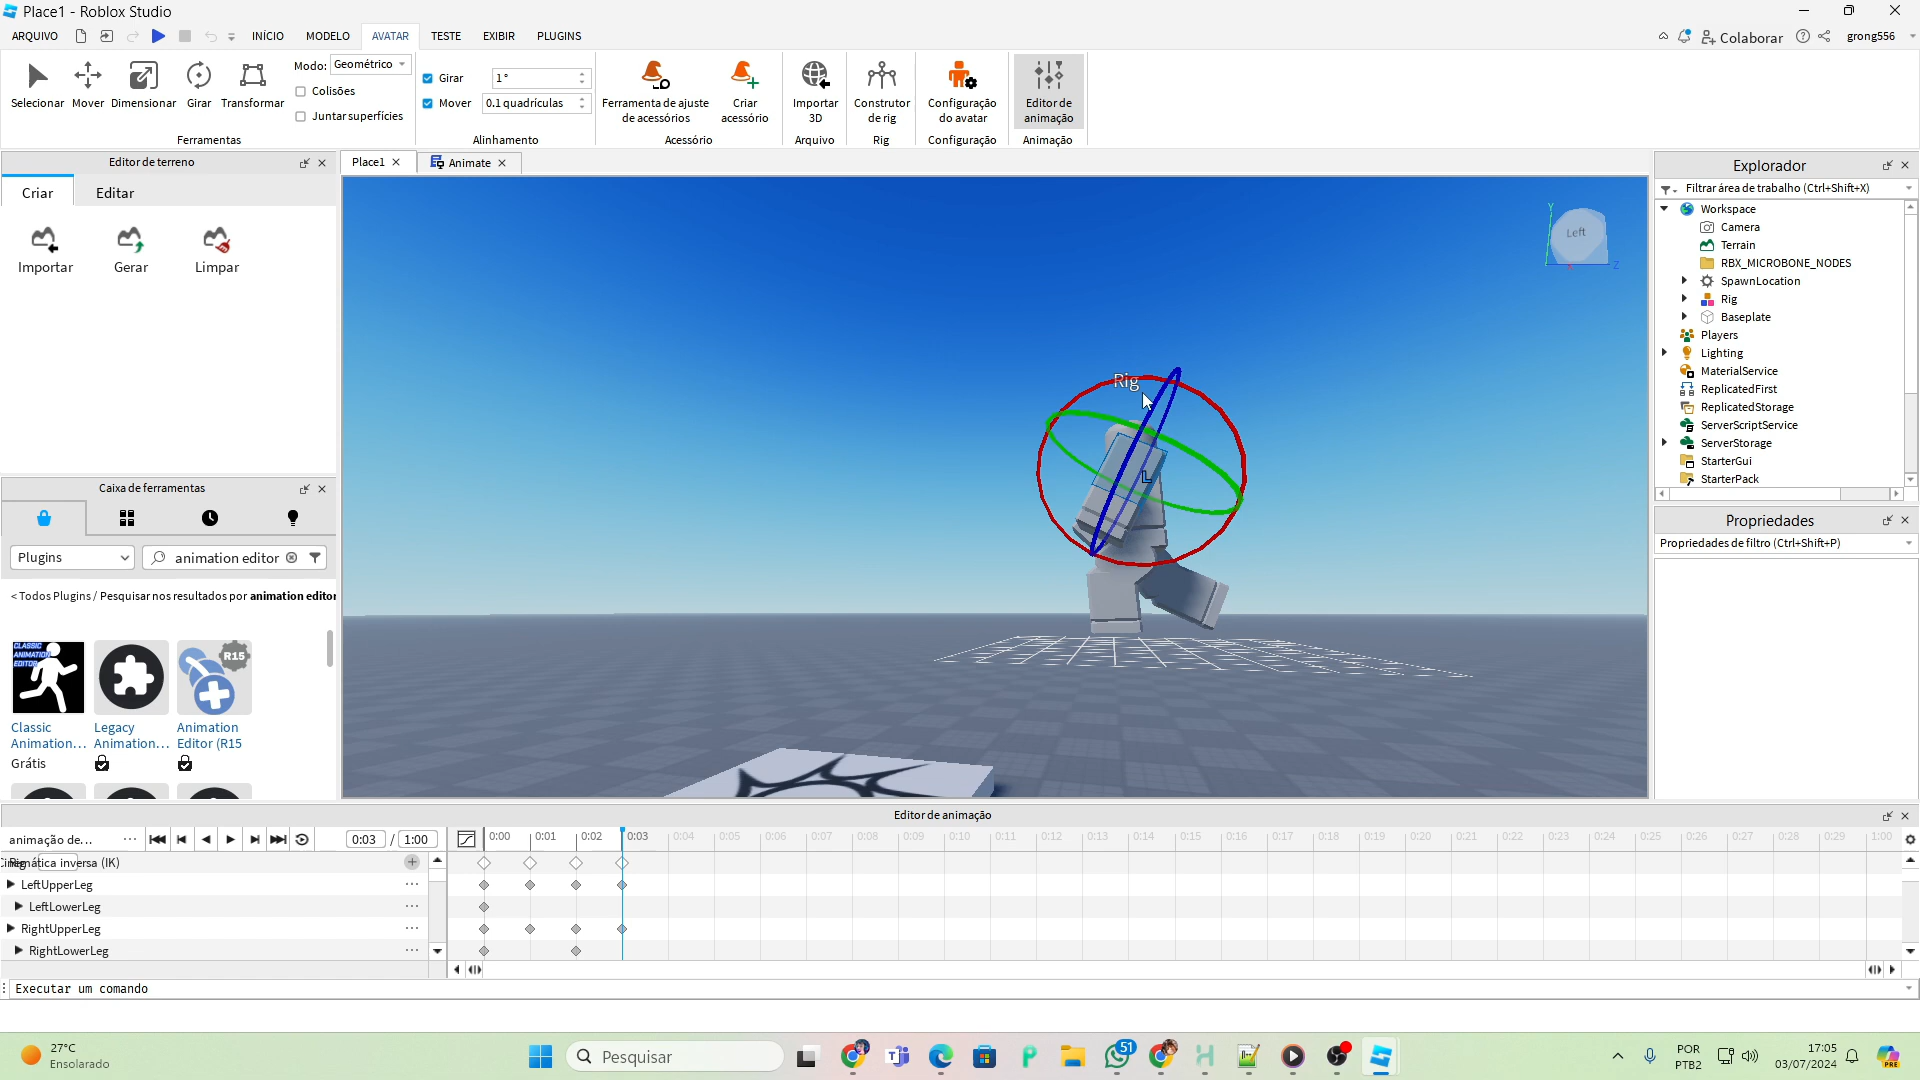 Place1 - Roblox Studio
ARQUIVO INÍCIO MODELO AVATAR TESTE EXIBIR PLUGINS Colaborar grong556
Modo: Geométrico
Colisões
Juntar superfícies
Selecionar Mover Dimensionar Girar Transformar
Ferramentas
Girar 1°
Mover 0.1 quadrículas
Alinhamento
Ferramenta de ajuste de acessórios
Criar acessório
Acessório
Importar 3D
Arquivo
Construtor de rig
Rig
Configuração do avatar
Configuração
Editor de animação
Animação
Editor de terreno
Criar Editar
Importar Gerar Limpar
Place1 Animate
Rig
L
Left
Y
Z
Explorador
Filtrar área de trabalho (Ctrl+Shift+X)
Workspace
Camera
Terrain
RBX_MICROBONE_NODES
SpawnLocation
Rig
Baseplate
Players
Lighting
MaterialService
ReplicatedFirst
ReplicatedStorage
ServerScriptService
ServerStorage
StarterGui
StarterPack
Propriedades
Propriedades de filtro (Ctrl+Shift+P)
Caixa de ferramentas
Plugins animation editor
< Todos Plugins / Pesquisar nos resultados por animation editor
CLASSIC ANIMATION EDITOR
R15
Classic Animation...
Grátis
Legacy Animation...
Animation Editor (R15
Editor de animação
animação de... 0:03 / 1:00
0:00 0:01 0:02 0:03 0:04 0:05 0:06 0:07 0:08 0:09 0:10 0:11 0:12 0:13 0:14 0:15 0:16 0:17 0:18 0:19 0:20 0:21 0:22 0:23 0:24 0:25 0:26 0:27 0:28 0:29 1:00
mática inversa (IK)
LeftUpperLeg
LeftLowerLeg
RightUpperLeg
RightLowerLeg
Executar um comando
27°C
Ensolarado
Pesquisar
51
POR
PTB2
17:05
03/07/2024
PRE